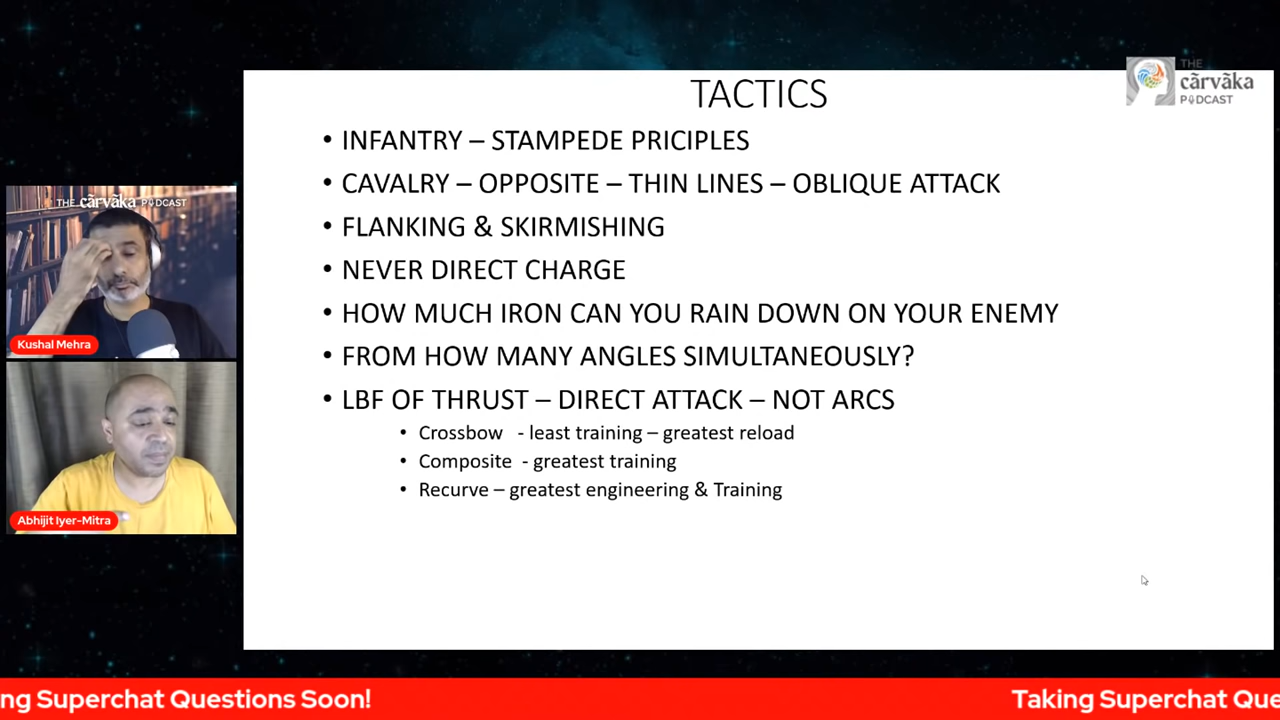 THE
cārvāka
PODCAST
TACTICS
• INFANTRY – STAMPEDE PRICIPLES
• CAVALRY – OPPOSITE – THIN LINES – OBLIQUE ATTACK
• FLANKING & SKIRMISHING
• NEVER DIRECT CHARGE
• HOW MUCH IRON CAN YOU RAIN DOWN ON YOUR ENEMY
• FROM HOW MANY ANGLES SIMULTANEOUSLY?
• LBF OF THRUST – DIRECT ATTACK – NOT ARCS
• Crossbow - least training – greatest reload
• Composite - greatest training
• Recurve – greatest engineering & Training
THE cārvāka PODCAST
Kushal Mehra
Abhijit Iyer-Mitra
ng Superchat Questions Soon! Taking Superchat Que